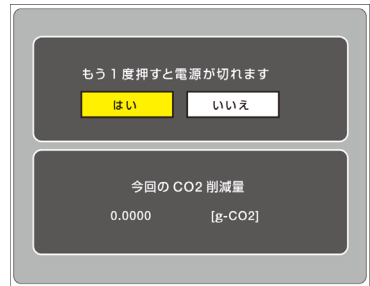 もう1度押すと電源が切れます
はい いいえ
今回の CO2 削減量
0.0000 [g-CO2]